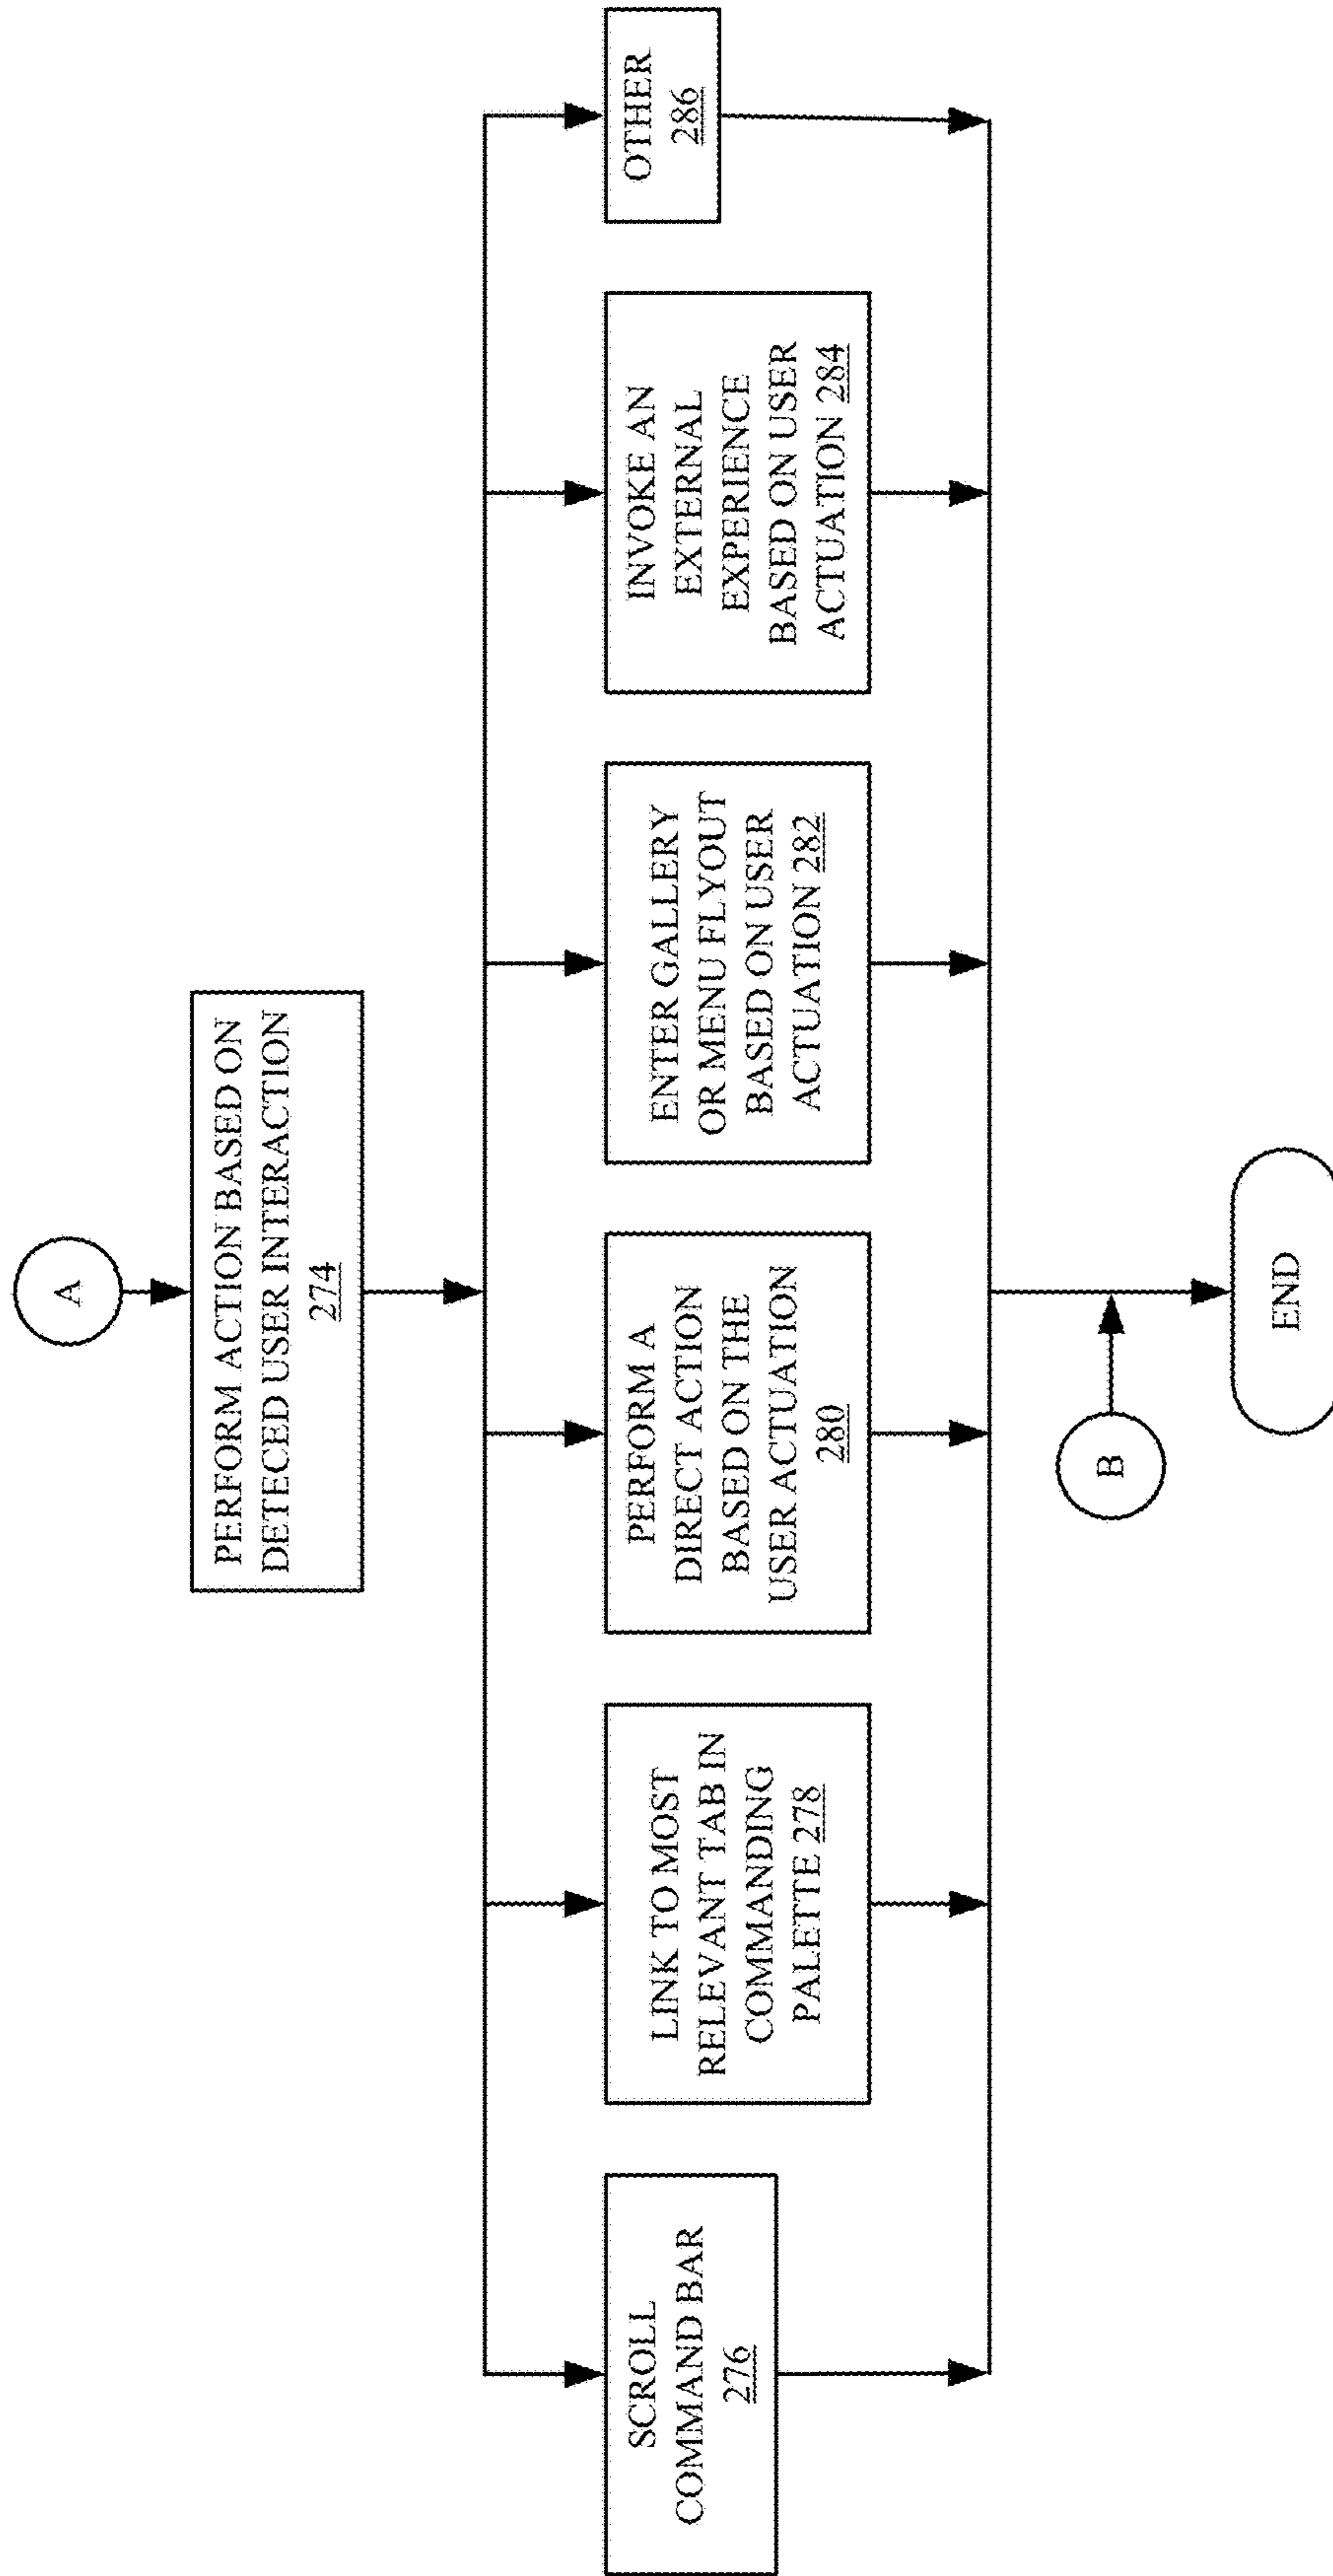 A
PERFORM ACTION BASED ON
DETECED USER INTERACTION
274
SCROLL
COMMAND BAR
276
LINK TO MOST
RELEVANT TAB IN
COMMANDING
PALETTE 278
PERFORM A
DIRECT ACTION
BASED ON THE
USER ACTUATION
280
ENTER GALLERY
OR MENU FLYOUT
BASED ON USER
ACTUATION 282
INVOKE AN
EXTERNAL
EXPERIENCE
BASED ON USER
ACTUATION 284
OTHER
286
B
END